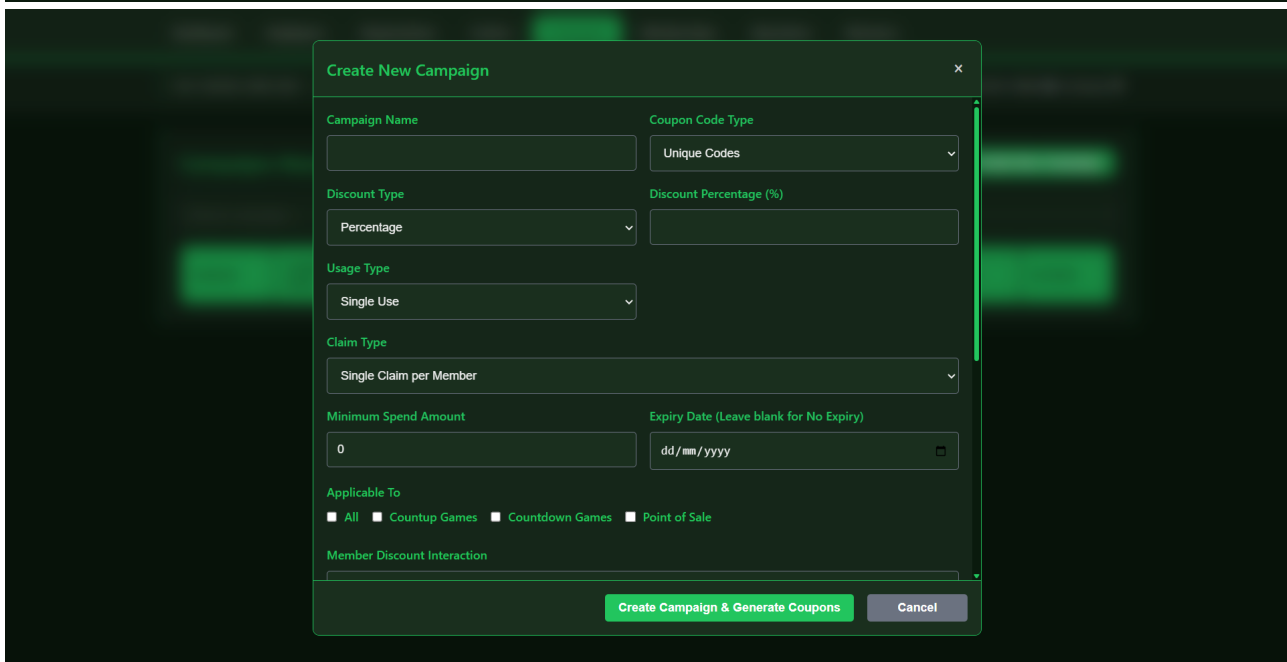 Create New Campaign ×
Campaign Name Coupon Code Type
Unique Codes
Discount Type Discount Percentage (%)
Percentage
Usage Type
Single Use
Claim Type
Single Claim per Member
Minimum Spend Amount Expiry Date (Leave blank for No Expiry)
0 dd/mm/yyyy
Applicable To
All Countup Games Countdown Games Point of Sale
Member Discount Interaction
Create Campaign & Generate Coupons Cancel